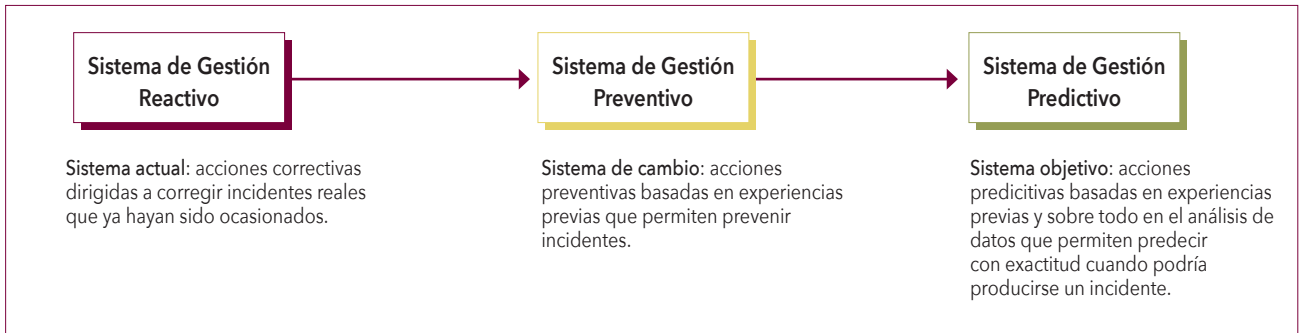 Sistema de Gestión
Reactivo
Sistema de Gestión
Preventivo
Sistema de Gestión
Predictivo
Sistema actual: acciones correctivas
dirigidas a corregir incidentes reales
que ya hayan sido ocasionados.
Sistema de cambio: acciones
preventivas basadas en experiencias
previas que permiten prevenir
incidentes.
Sistema objetivo: acciones
predicitivas basadas en experiencias
previas y sobre todo en el análisis de
datos que permiten predecir
con exactitud cuando podría
producirse un incidente.